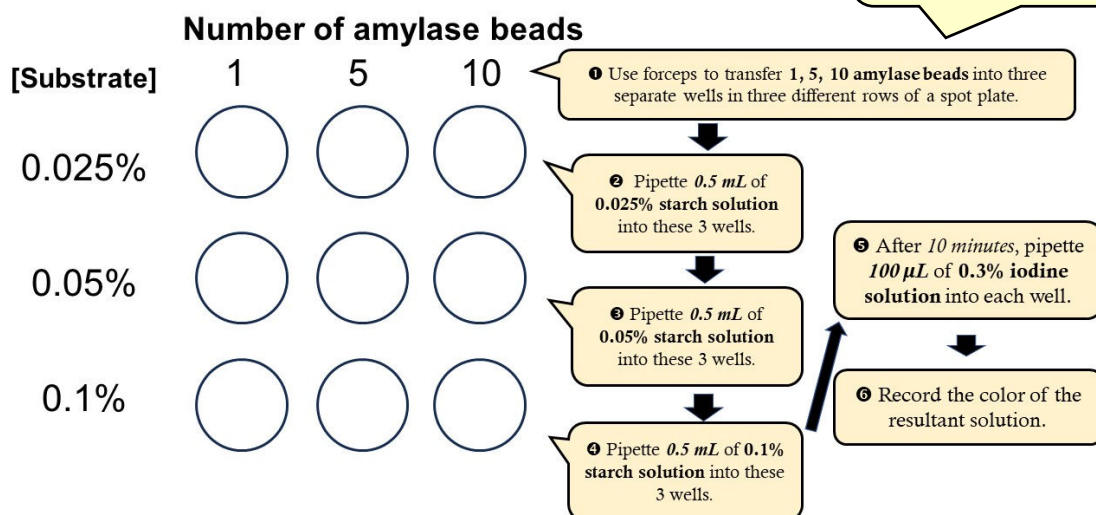 Number of amylase beads
[Substrate]
1 5 10
0.025%
0.05%
0.1%
❶ Use forceps to transfer 1, 5, 10 amylase beads into three
separate wells in three different rows of a spot plate.
❷ Pipette 0.5 mL of
0.025% starch solution
into these 3 wells.
❸ Pipette 0.5 mL of
0.05% starch solution
into these 3 wells.
❹ Pipette 0.5 mL of 0.1%
starch solution into these
3 wells.
❺ After 10 minutes, pipette
100 µL of 0.3% iodine
solution into each well.
❻ Record the color of the
resultant solution.